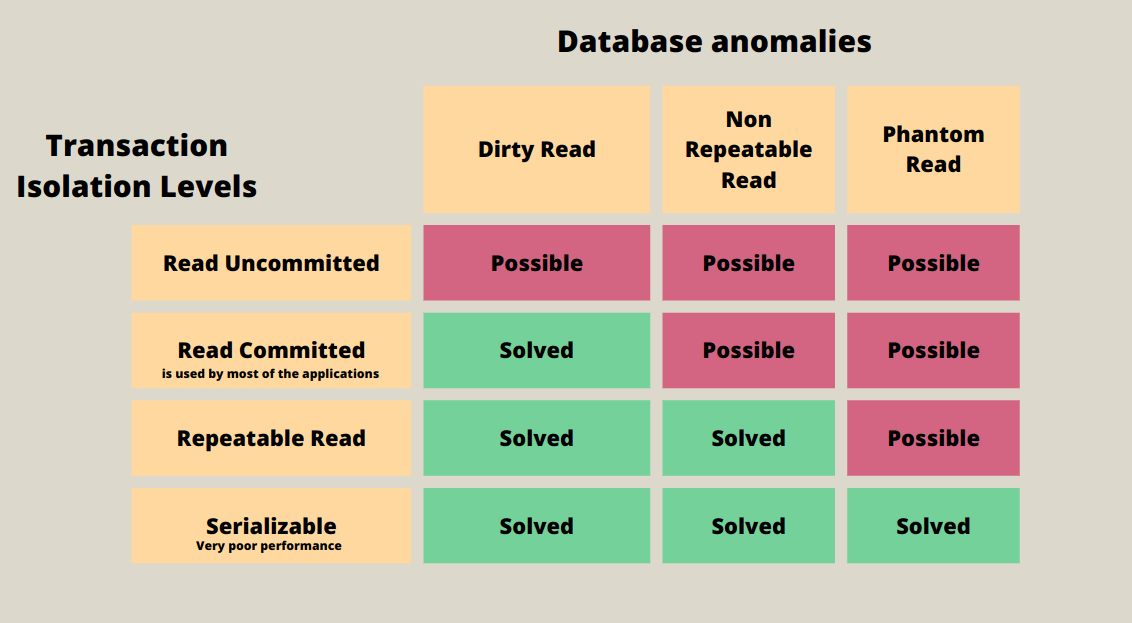 Database anomalies
Transaction
Isolation Levels
Dirty Read
Non
Repeatable
Read
Phantom
Read
Read Uncommitted
Possible
Possible
Possible
Read Committed
is used by most of the applications
Solved
Possible
Possible
Repeatable Read
Solved
Solved
Possible
Serializable
Very poor performance
Solved
Solved
Solved